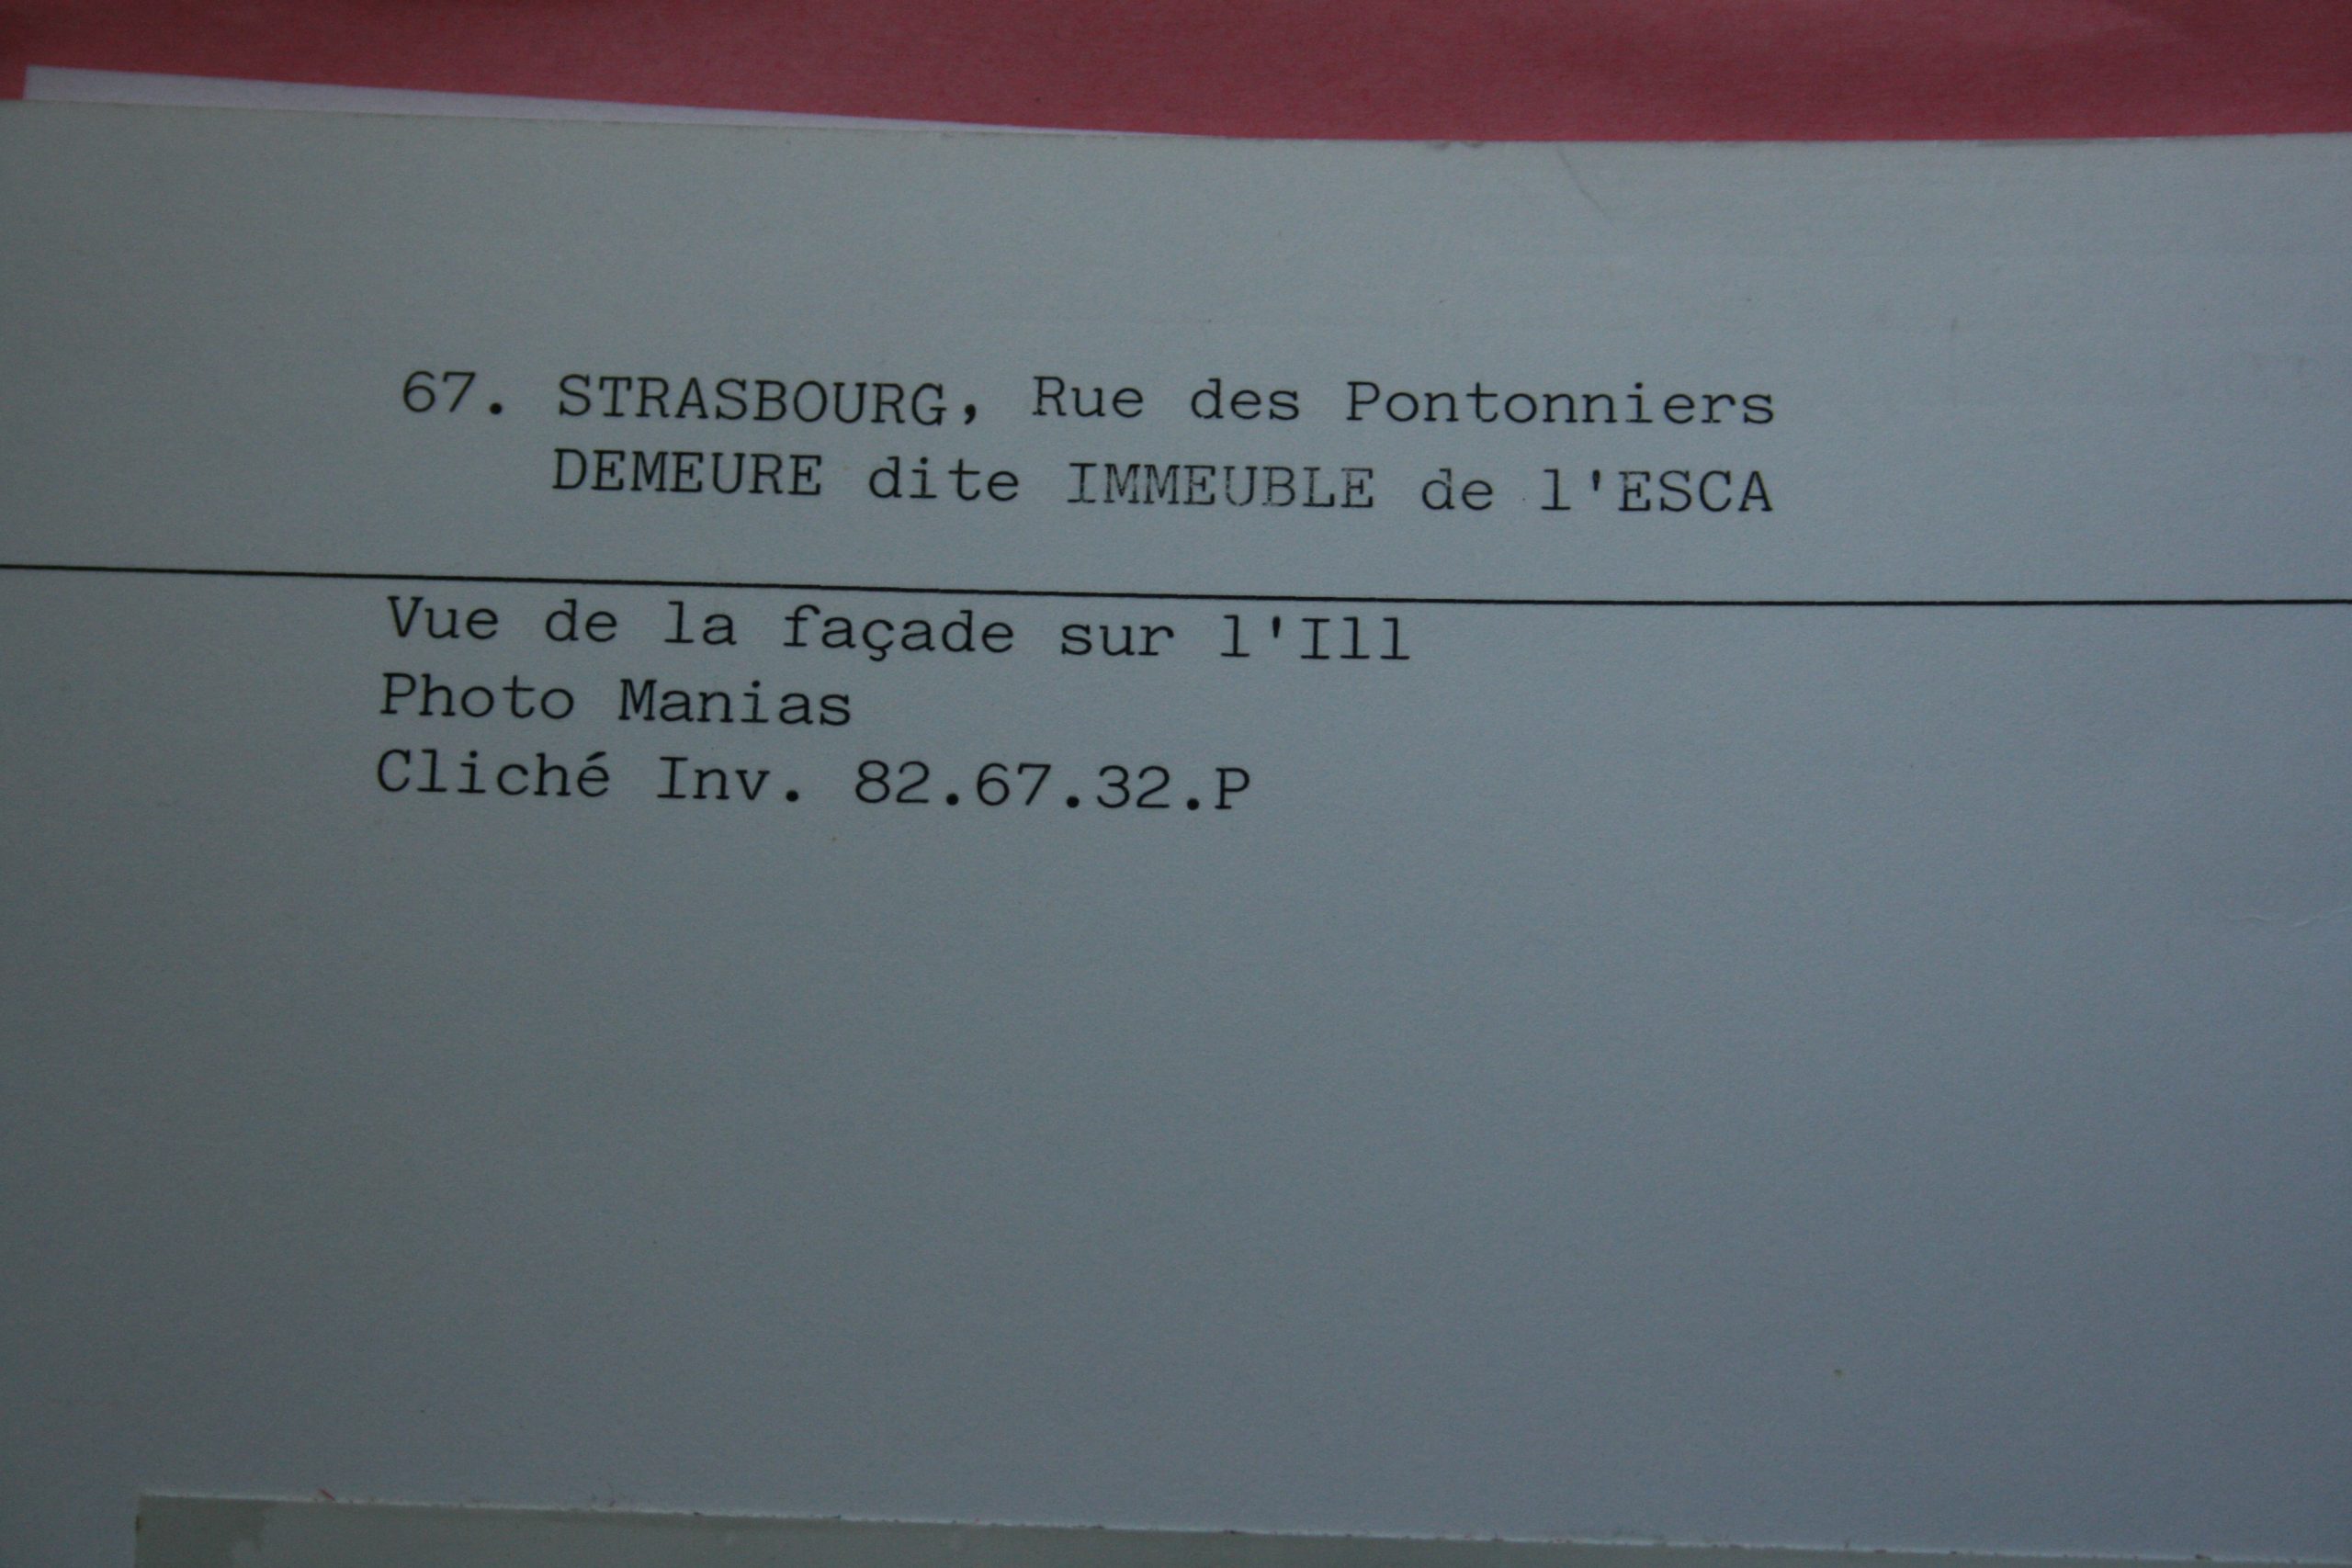 67. STRASBOURG, Rue des Pontonniers
DEMEURE dite IMMEUBLE de l'ESCA
Vue de la façade sur l'Ill
Photo Manias
Cliché Inv. 82.67.32.P